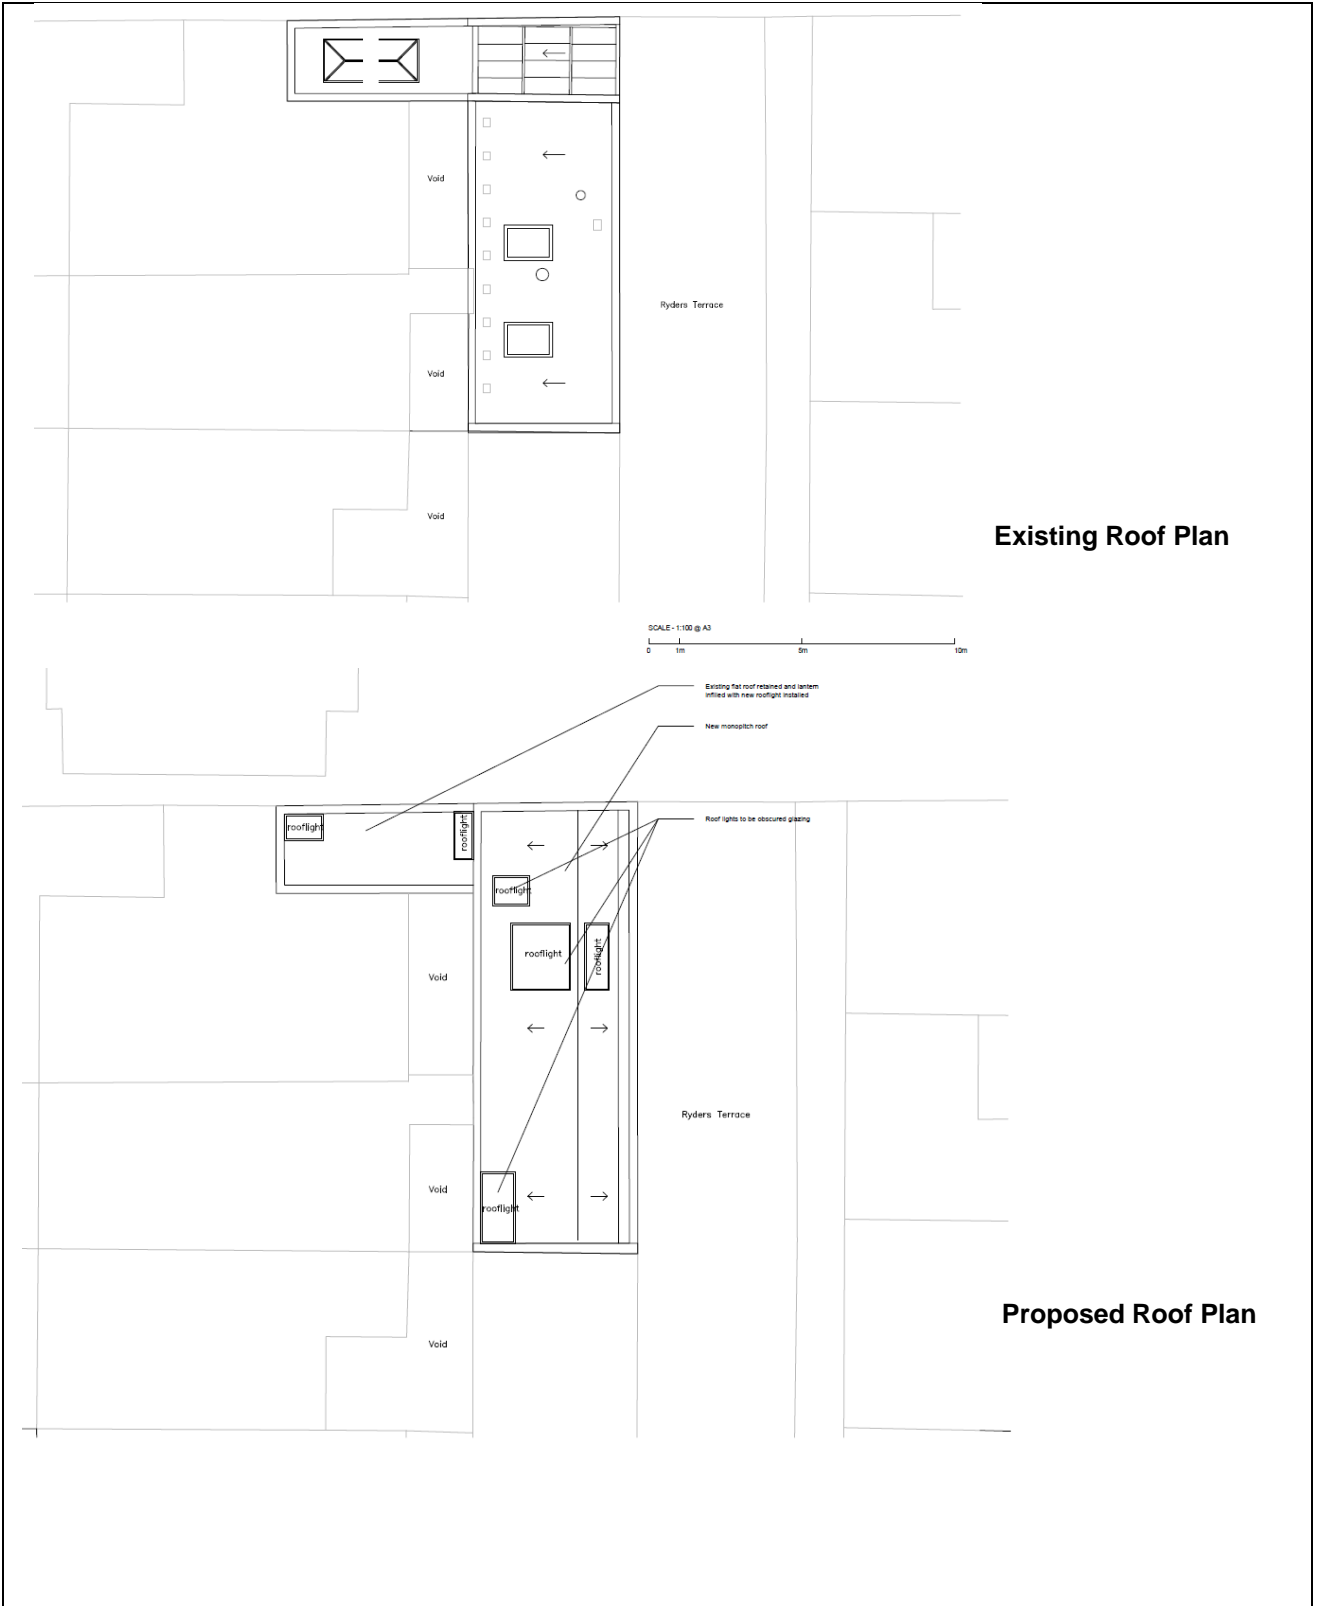 Void
Ryders Terrace
Void
Void
Existing Roof Plan
SCALE - 1:100 @ A3
0 1m 5m 10m
Existing flat roof retained and lantern
infilled with new rooflight installed
New monopitch roof
Roof lights to be obscured glazing
rooflight
rooflight
rooflight
rooflight
rooflight
Void
Ryders Terrace
Void
rooflight
Void
Proposed Roof Plan